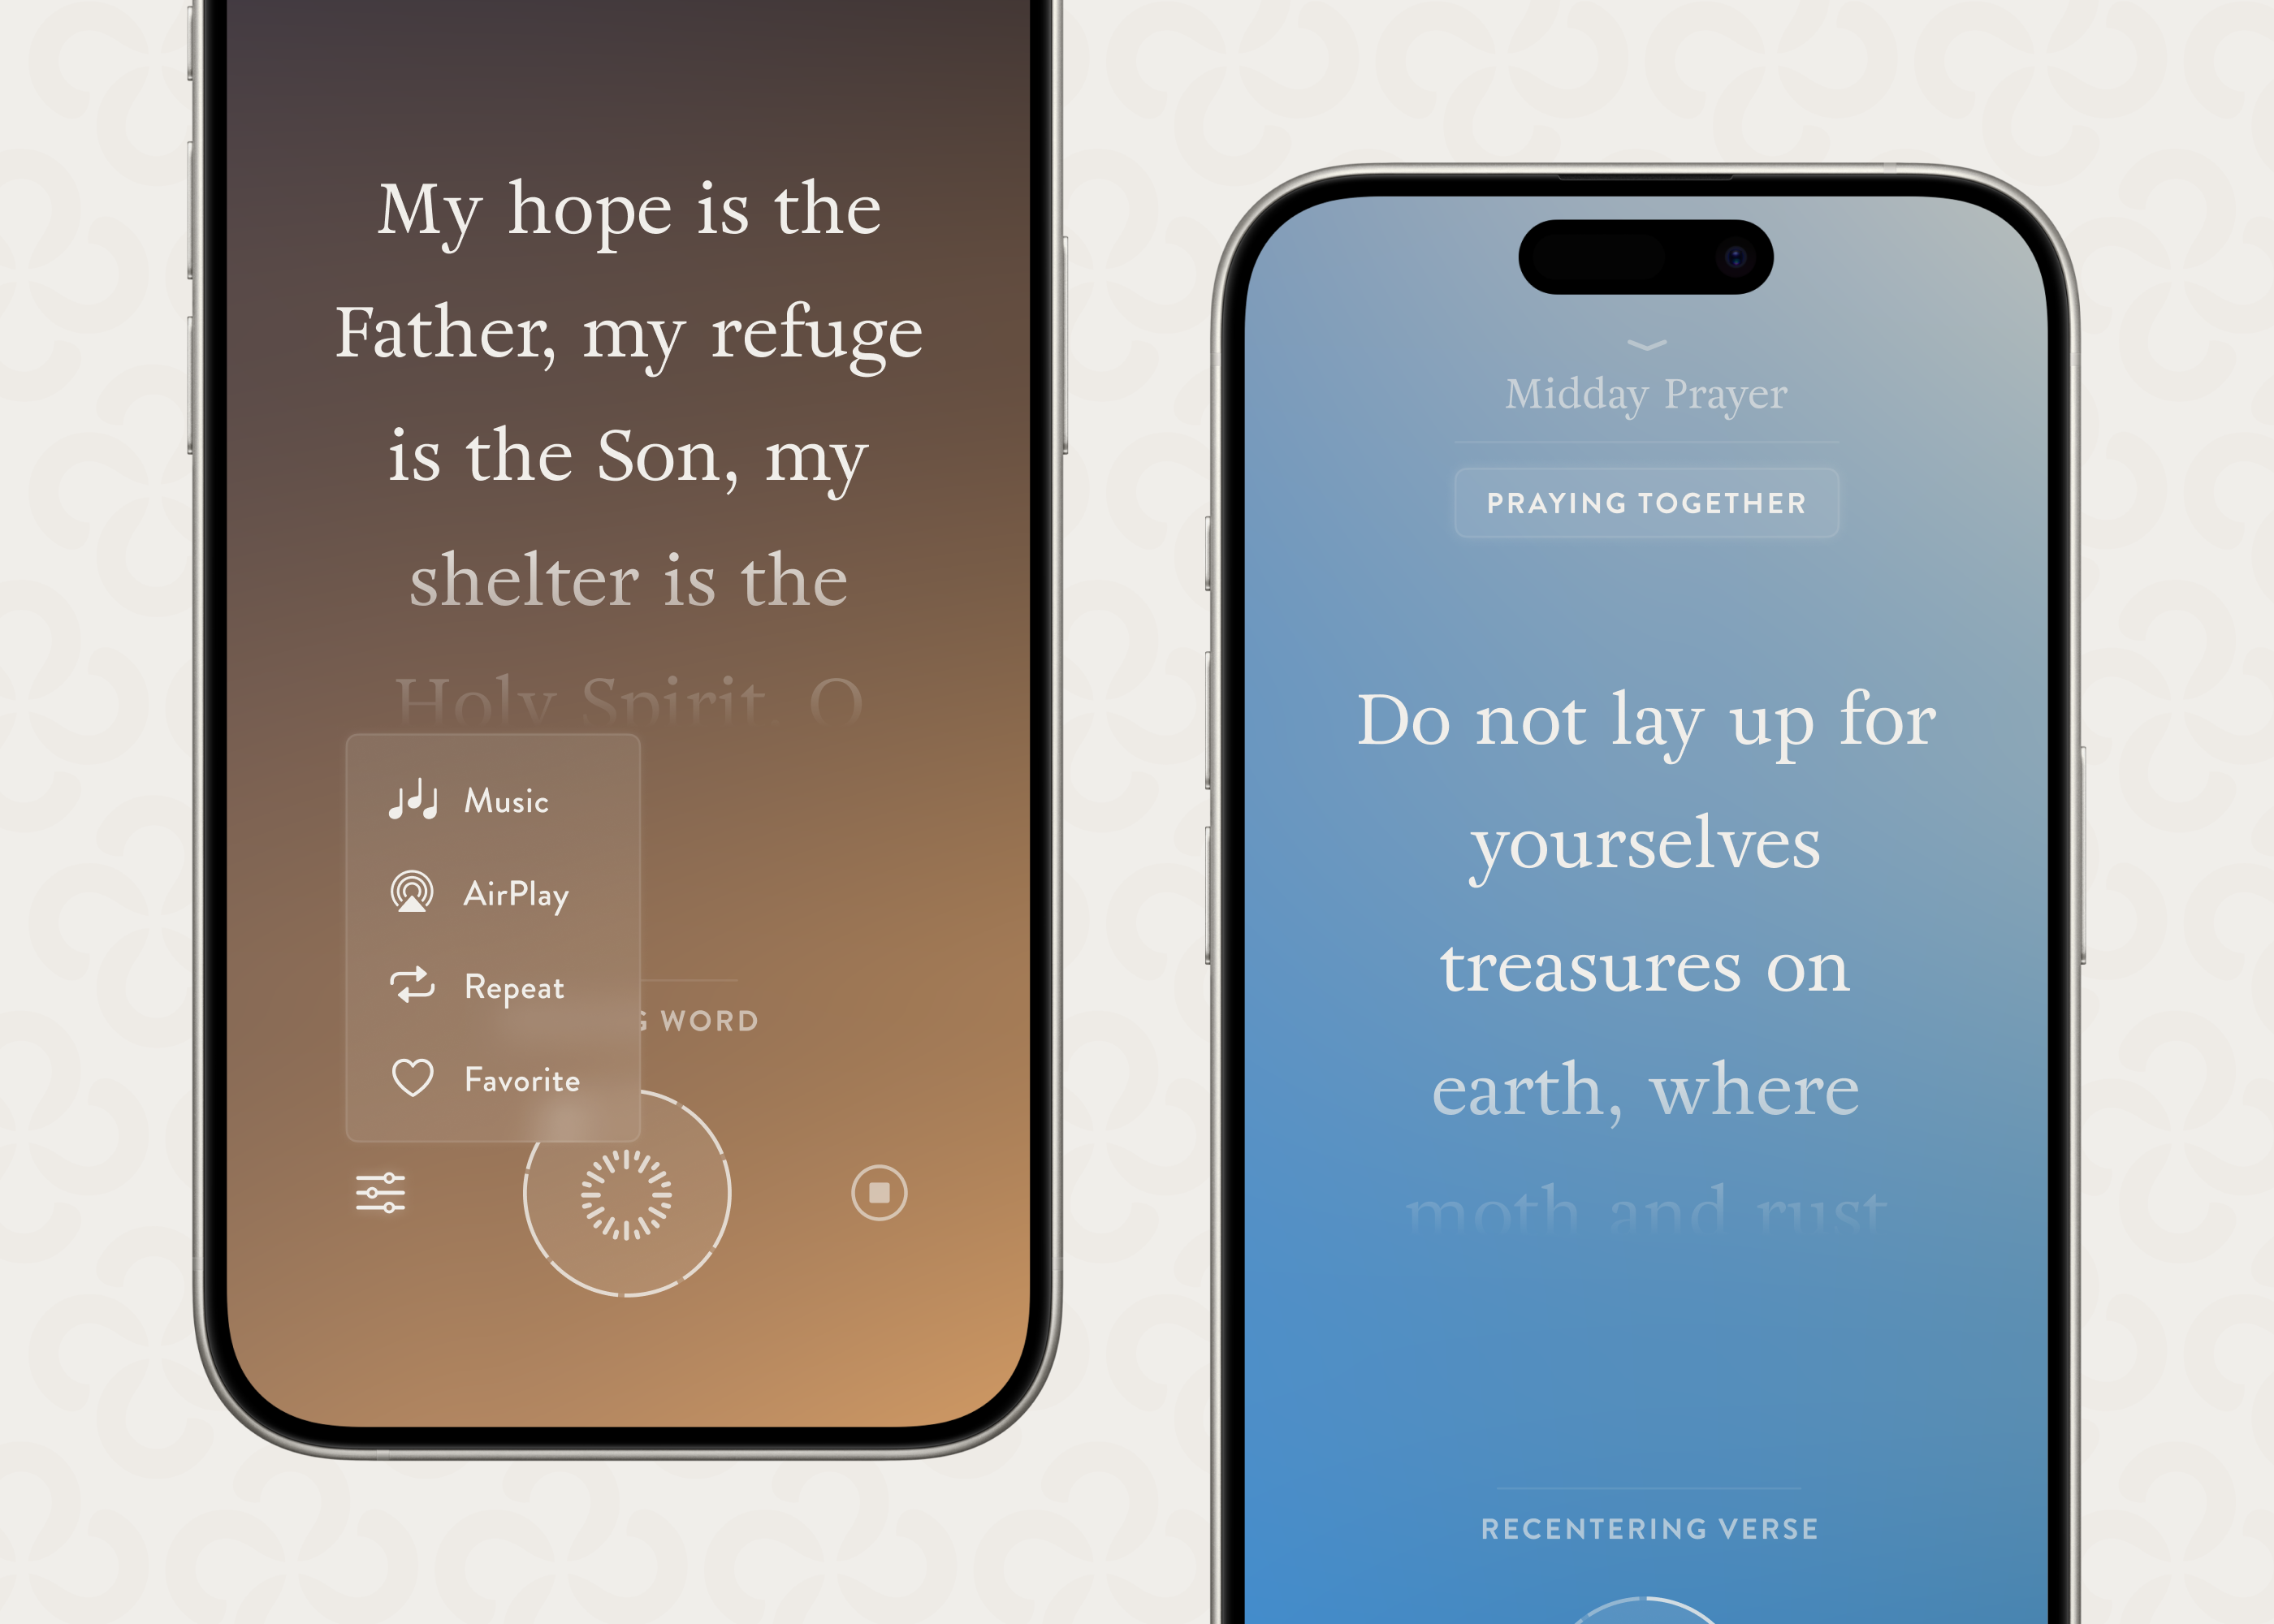 My hope is the
Father, my refuge
is the Son, my
shelter is the
Holy Spirit, O
Music
AirPlay
Repeat
Favorite
WORD
Midday Prayer
PRAYING TOGETHER
Do not lay up for
yourselves
treasures on
earth, where
moth and rust
RECENTERING VERSE